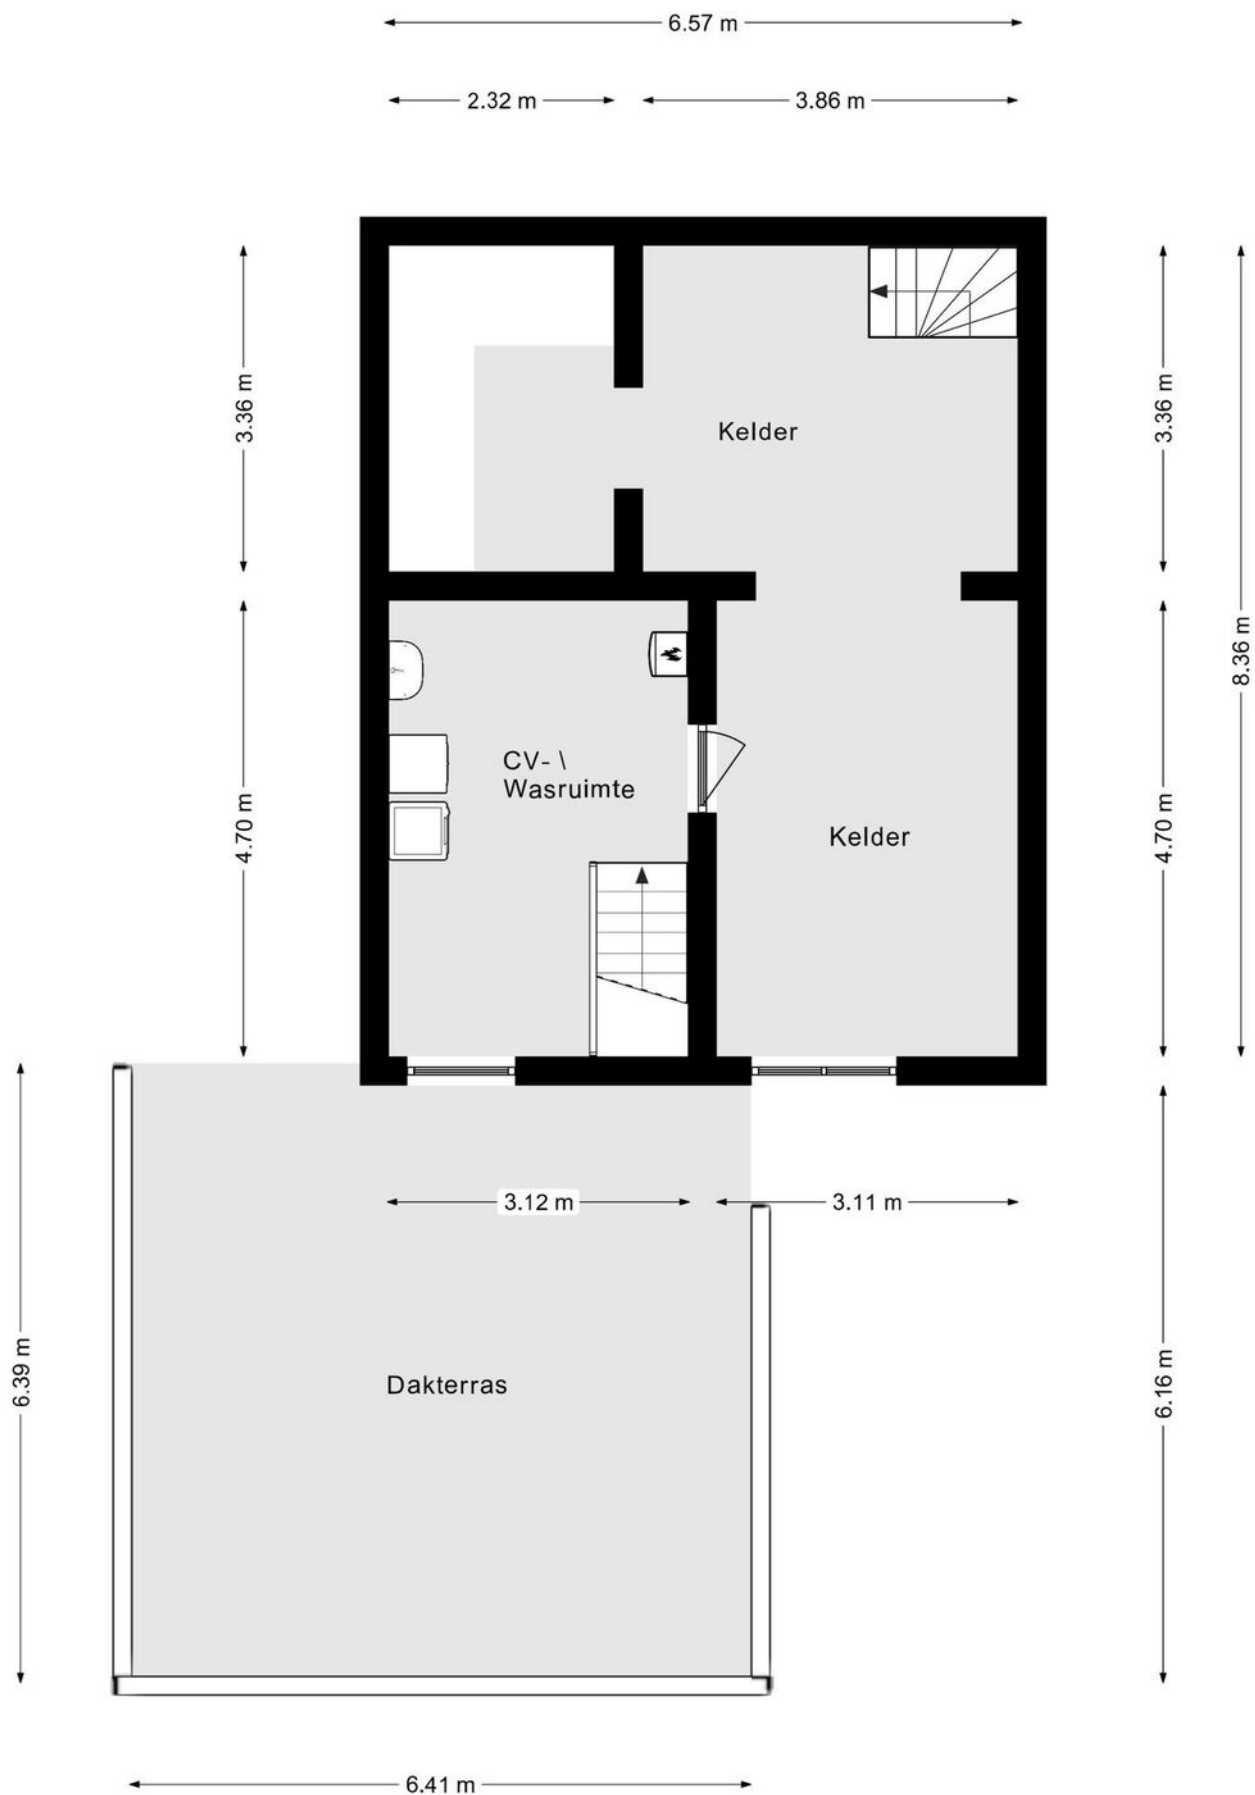 6.57 m
2.32 m
3.86 m
3.36 m
Kelder
3.36 m
8.36 m
CV- \
Wasruimte
4.70 m
Kelder
4.70 m
3.12 m
3.11 m
6.39 m
Dakterras
6.16 m
6.41 m